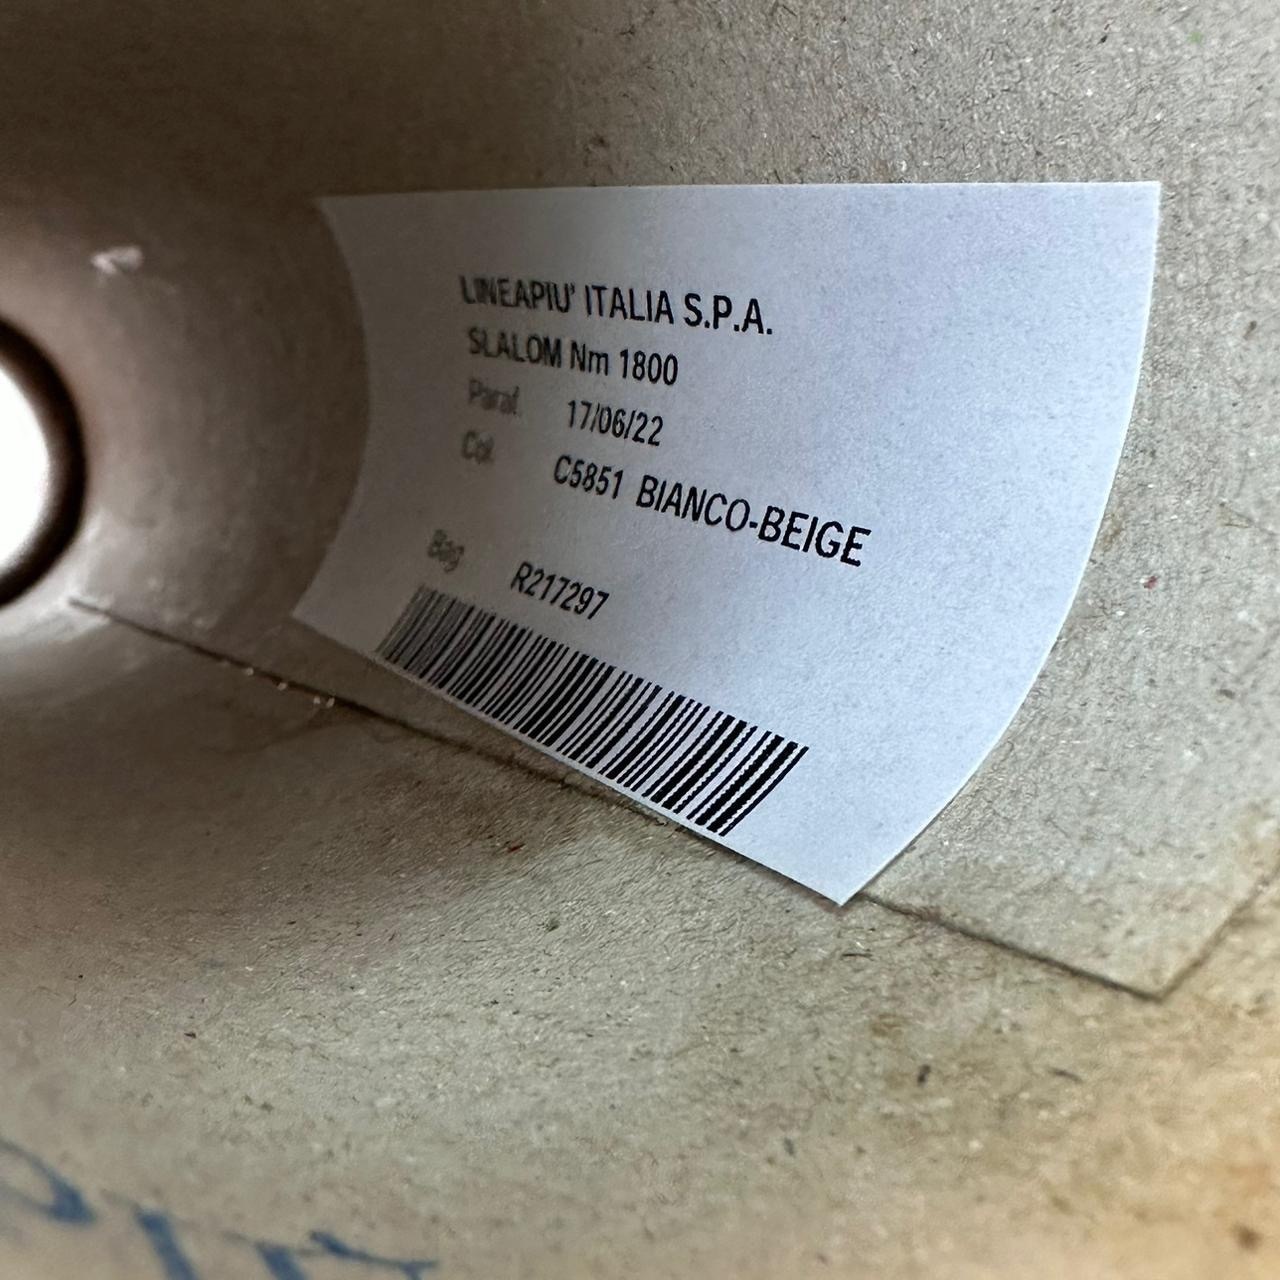 LINEAPIU' ITALIA S.P.A.
SLALOM Nm 1800
Paraf. 17/06/22
Col. C5851 BIANCO-BEIGE
Bag R217297